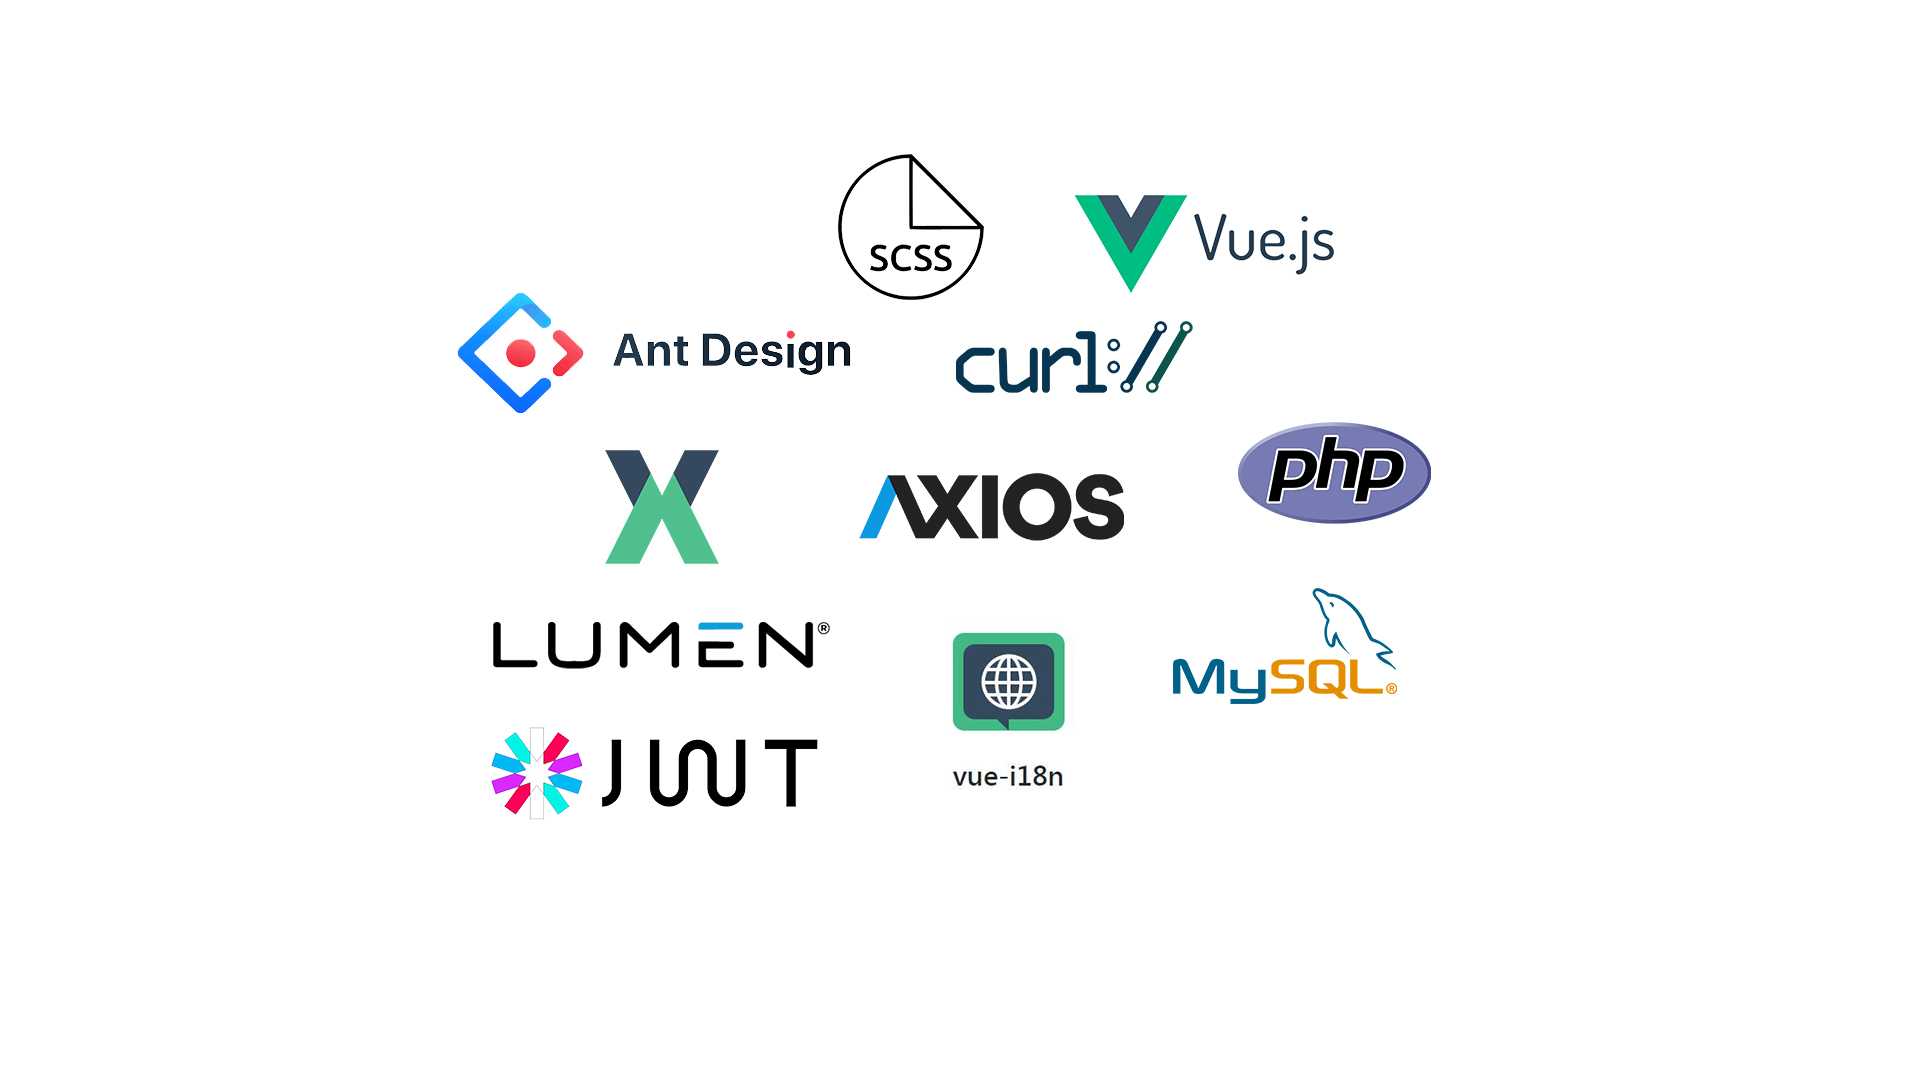 SCSS
Vue.js
Ant Design
curl://
php
AXIOS
LUMEN®
MySQL®
JWT
vue-i18n